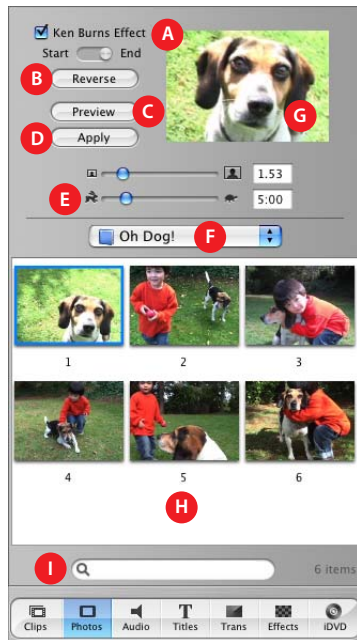 Ken Burns Effect A
Start End
B Reverse
Preview C G
D Apply
1.53
E 5:00
Oh Dog! F
1 2 3
4 5 6
H
I 6 items
Clips Photos Audio Titles Trans Effects iDVD